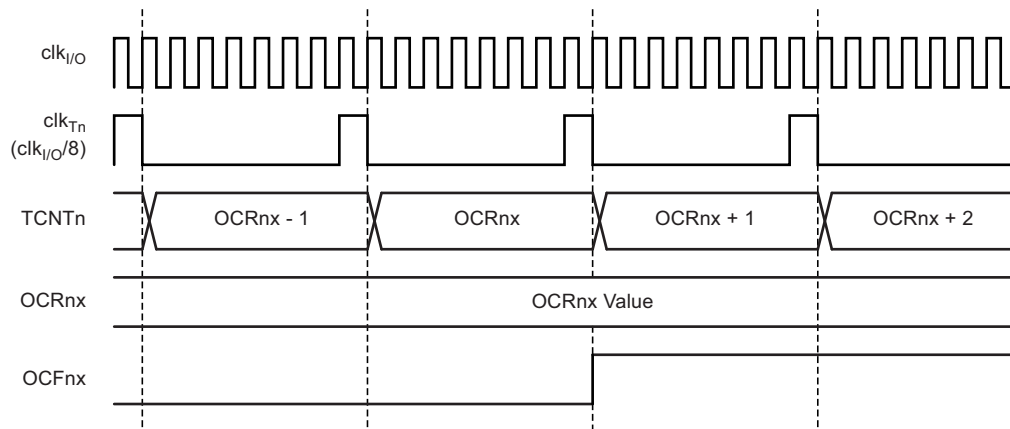 clkI/O
clkTn
(clkI/O/8)
TCNTn
OCRnx - 1
OCRnx
OCRnx + 1
OCRnx + 2
OCRnx
OCRnx Value
OCFnx